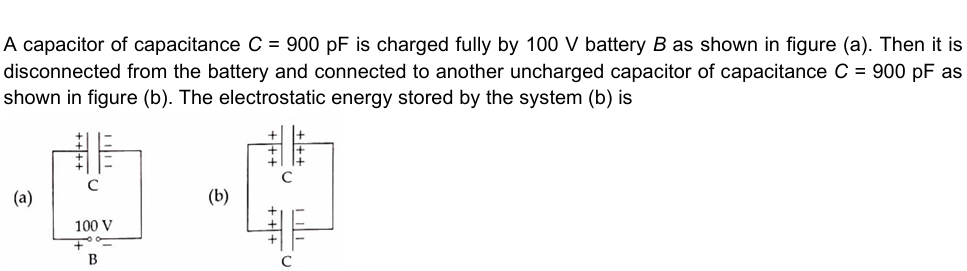 A capacitor of capacitance C = 900 pF is charged fully by 100 V battery B as shown in figure (a). Then it is
disconnected from the battery and connected to another uncharged capacitor of capacitance C = 900 pF as
shown in figure (b). The electrostatic energy stored by the system (b) is
C
(a)
100 V
+ −
B
C
(b)
C